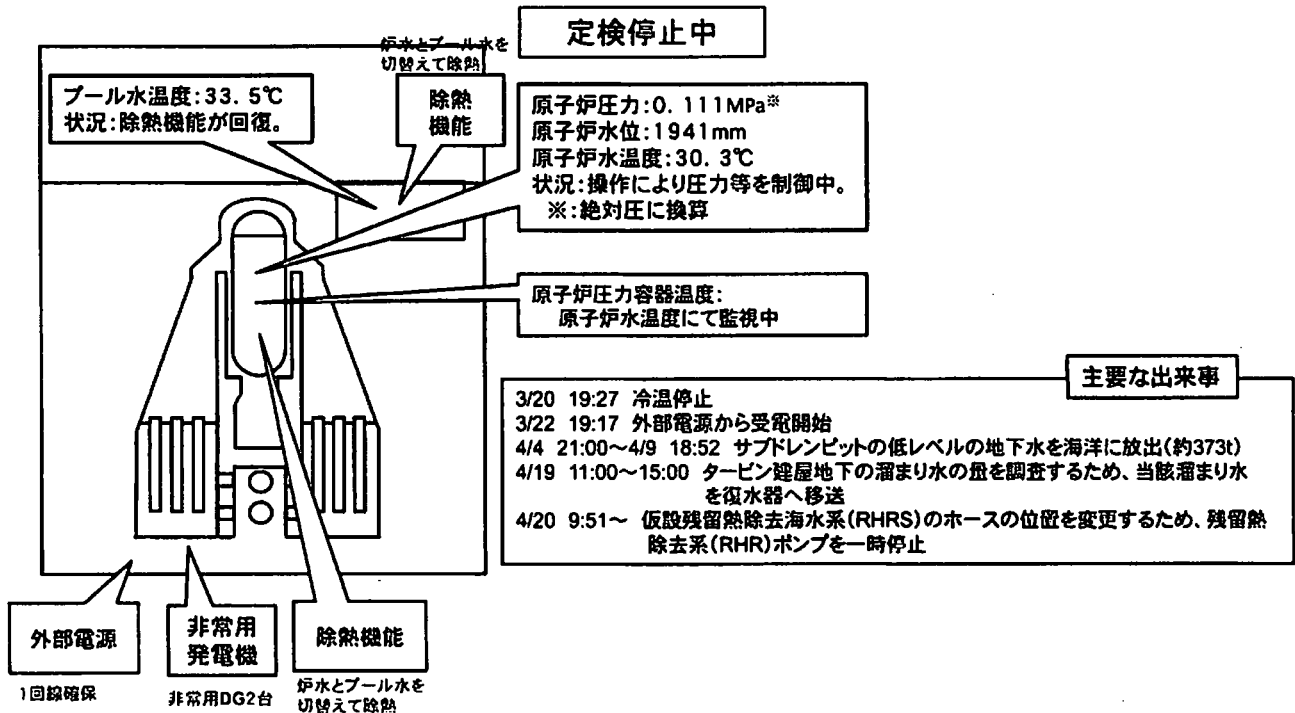 定検停止中
炉水とプール水を
切替えて除熱
プール水温度:33.5℃
状況:除熱機能が回復。
除熱
機能
原子炉圧力:0.111MPa※
原子炉水位:1941mm
原子炉水温度:30.3℃
状況:操作により圧力等を制御中。
※:絶対圧に換算
原子炉圧力容器温度:
原子炉水温度にて監視中
主要な出来事
3/20 19:27 冷温停止
3/22 19:17 外部電源から受電開始
4/4 21:00~4/9 18:52 サブドレンピットの低レベルの地下水を海洋に放出(約373t)
4/19 11:00~15:00 タービン建屋地下の溜まり水の量を調査するため、当該溜まり水
を復水器へ移送
4/20 9:51~ 仮設残留熱除去海水系(RHRS)のホースの位置を変更するため、残留熱
除去系(RHR)ポンプを一時停止
外部電源
非常用
発電機
除熱機能
1回線確保
非常用DG2台
炉水とプール水を
切替えて除熱